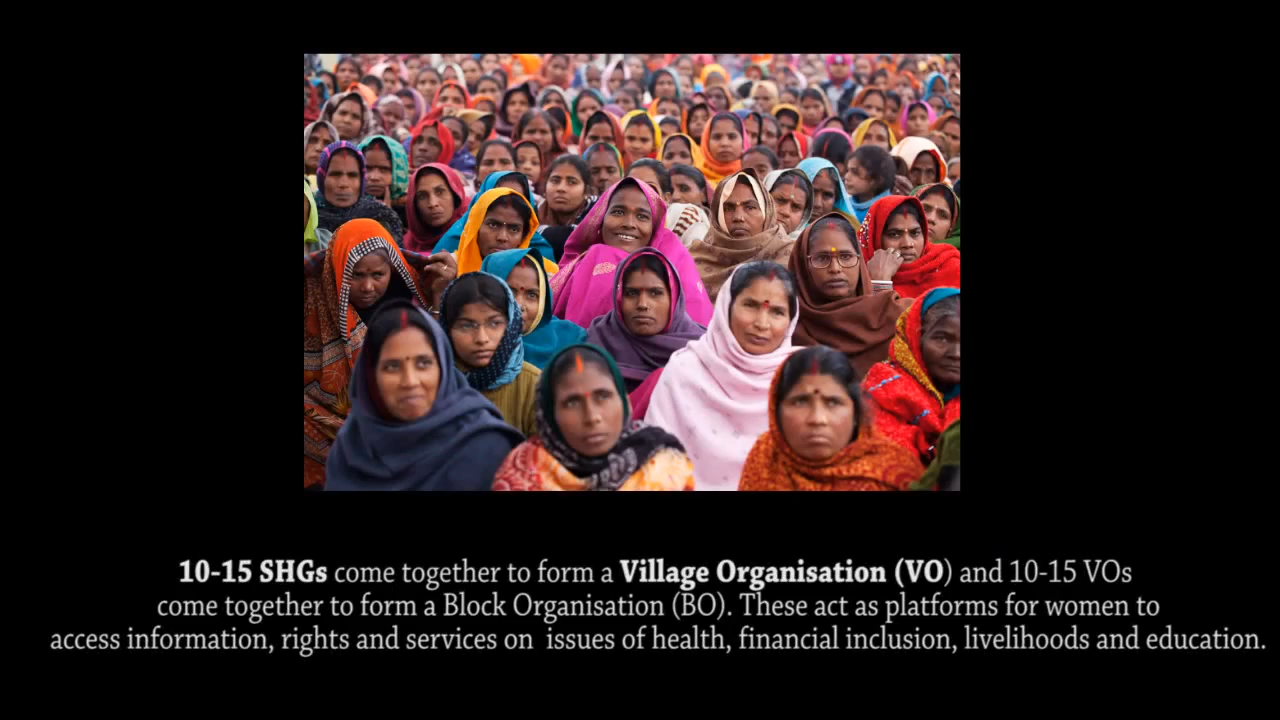 10-15 SHGs come together to form a Village Organisation (VO) and 10-15 VOs
come together to form a Block Organisation (BO). These act as platforms for women to
access information, rights and services on  issues of health, financial inclusion, livelihoods and education.